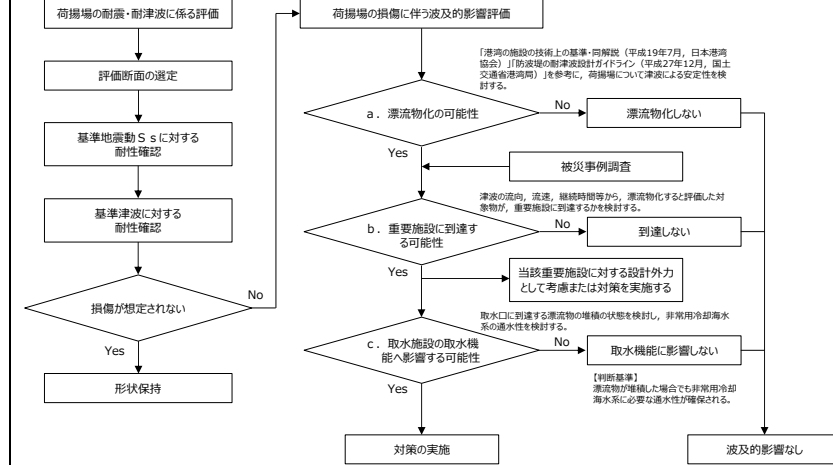 荷揚場の耐震・耐津波に係る評価
評価断面の選定
基準地震動Ｓｓに対する
耐性確認
基準津波に対する
耐性確認
損傷が想定されない
No
Yes
形状保持
荷揚場の損傷に伴う波及的影響評価
「港湾の施設の技術上の基準・同解説（平成19年7月，日本港湾
協会）」「防波堤の耐津波設計ガイドライン（平成27年12月，国土
交通省港湾局）」を参考に，荷揚場について津波による安定性を検
討する。
a．漂流物化の可能性
No
漂流物化しない
Yes
被災事例調査
津波の流向，流速，継続時間等から，漂流物化すると評価した対
象物が，重要施設に到達するかを検討する。
b．重要施設に到達す
る可能性
No
到達しない
Yes
当該重要施設に対する設計外力
として考慮または対策を実施する
取水口に到達する漂流物の堆積の状態を検討し，非常用冷却海水
系の通水性を検討する。
c．取水施設の取水機
能へ影響する可能性
No
取水機能に影響しない
Yes
【判断基準】
漂流物が堆積した場合でも非常用冷却
海水系に必要な通水性が確保される。
対策の実施
波及的影響なし